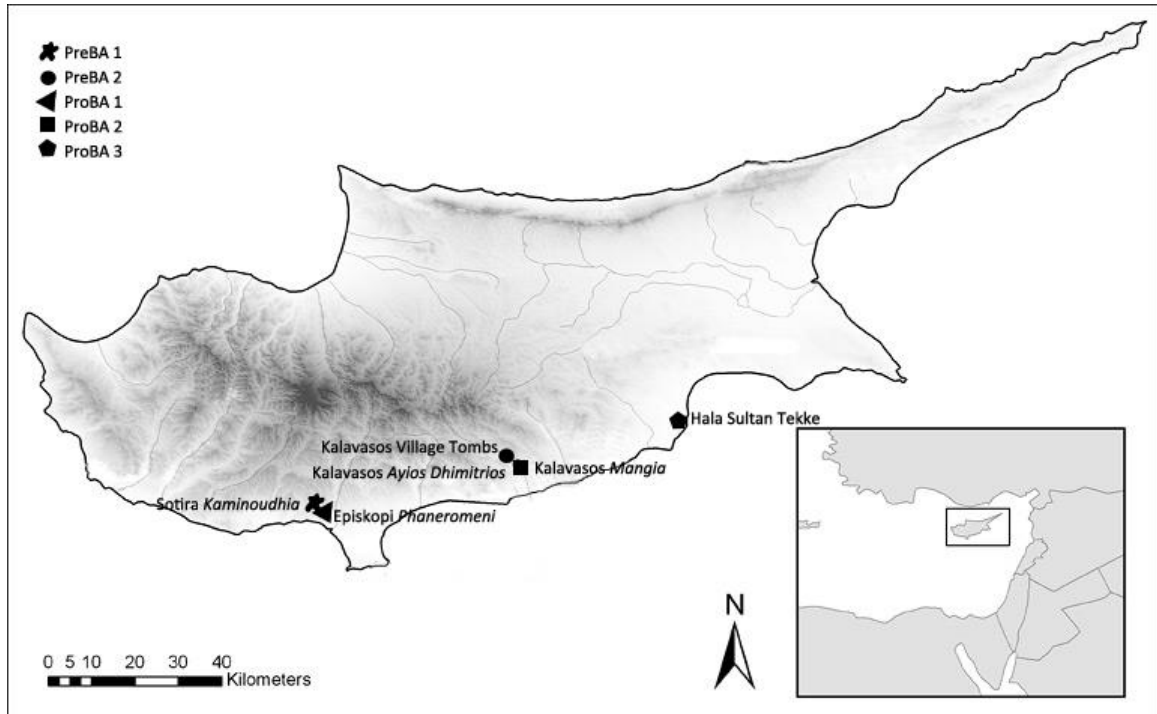 PreBA 1
PreBA 2
ProBA 1
ProBA 2
ProBA 3
Hala Sultan Tekke
Kalavasos Village Tombs
Kalavasos Ayios Dhimitrios
Kalavasos Mangia
Sotira Kaminoudhia
Episkopi Phaneromeni
N
0 5 10 20 30 40
Kilometers